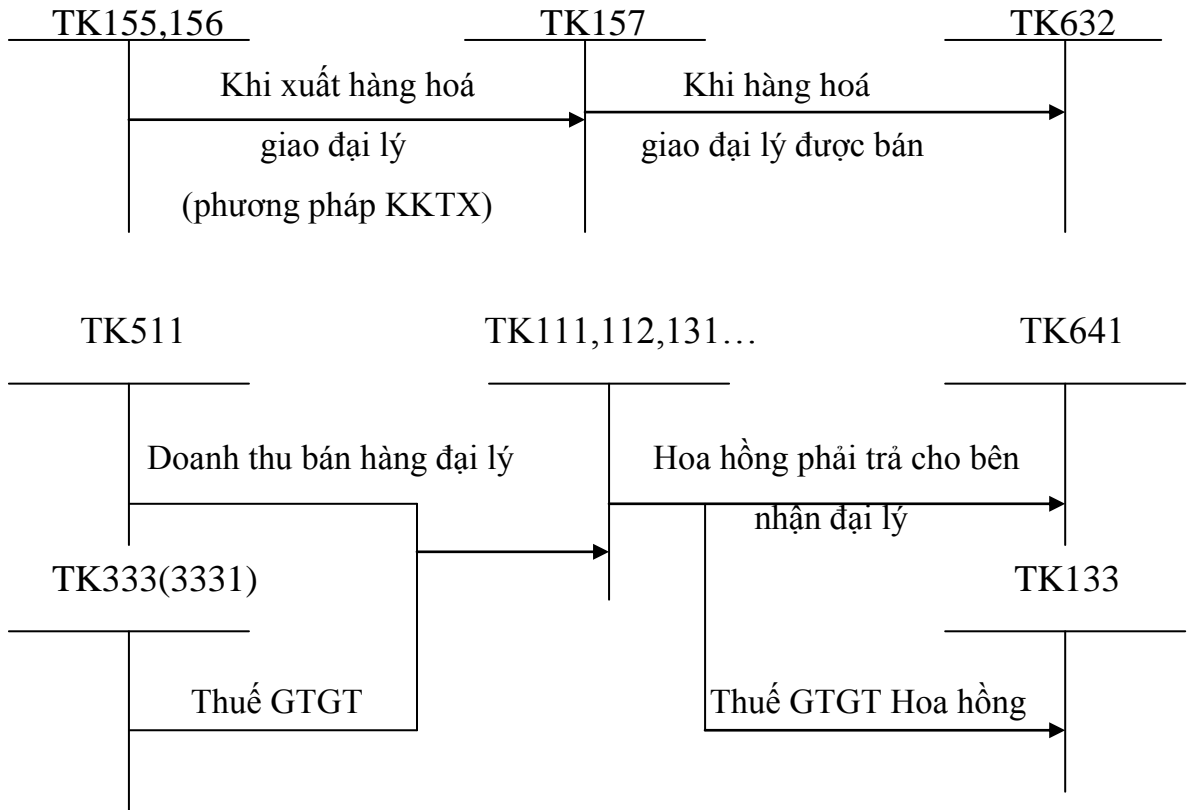 TK155,156
TK157
TK632
Khi xuất hàng hoá
giao đại lý
(phương pháp KKTX)
Khi hàng hoá
giao đại lý được bán
TK511
TK111,112,131…
TK641
Doanh thu bán hàng đại lý
Hoa hồng phải trả cho bên
nhận đại lý
TK333(3331)
TK133
Thuế GTGT
Thuế GTGT Hoa hồng